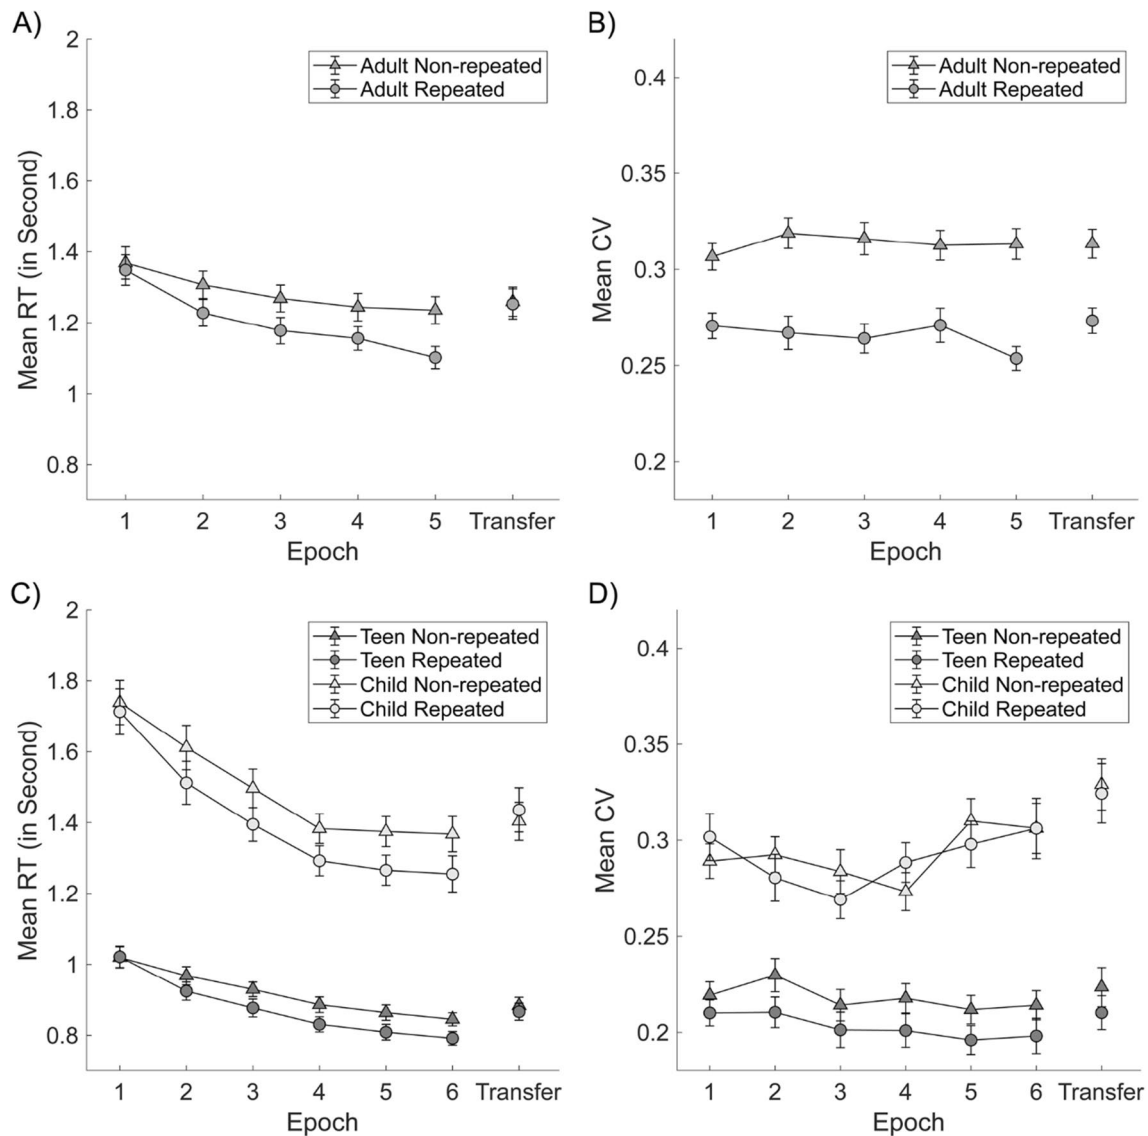 A)
2
1.8
1.6
1.4
1.2
1
0.8
Mean RT (in Second)
Adult Non-repeated
Adult Repeated
1 2 3 4 5 Transfer
Epoch
B)
0.4
0.35
0.3
0.25
0.2
Mean CV
Adult Non-repeated
Adult Repeated
1 2 3 4 5 Transfer
Epoch
C)
2
1.8
1.6
1.4
1.2
1
0.8
Mean RT (in Second)
Teen Non-repeated
Teen Repeated
Child Non-repeated
Child Repeated
1 2 3 4 5 6 Transfer
Epoch
D)
0.4
0.35
0.3
0.25
0.2
Mean CV
Teen Non-repeated
Teen Repeated
Child Non-repeated
Child Repeated
1 2 3 4 5 6 Transfer
Epoch